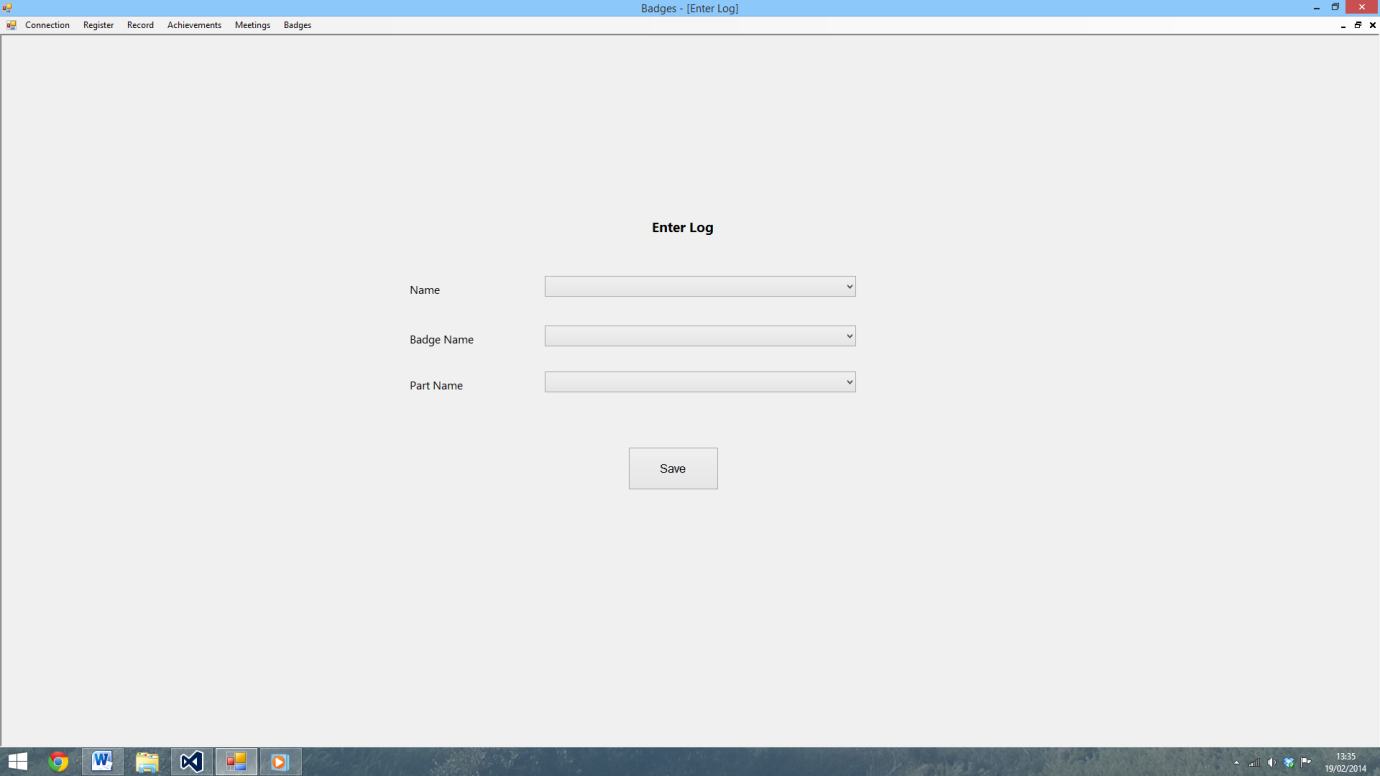 Badges - [Enter Log]
Connection Register Record Achievements Meetings Badges
Enter Log
Name
Badge Name
Part Name
Save
13:35
19/02/2014